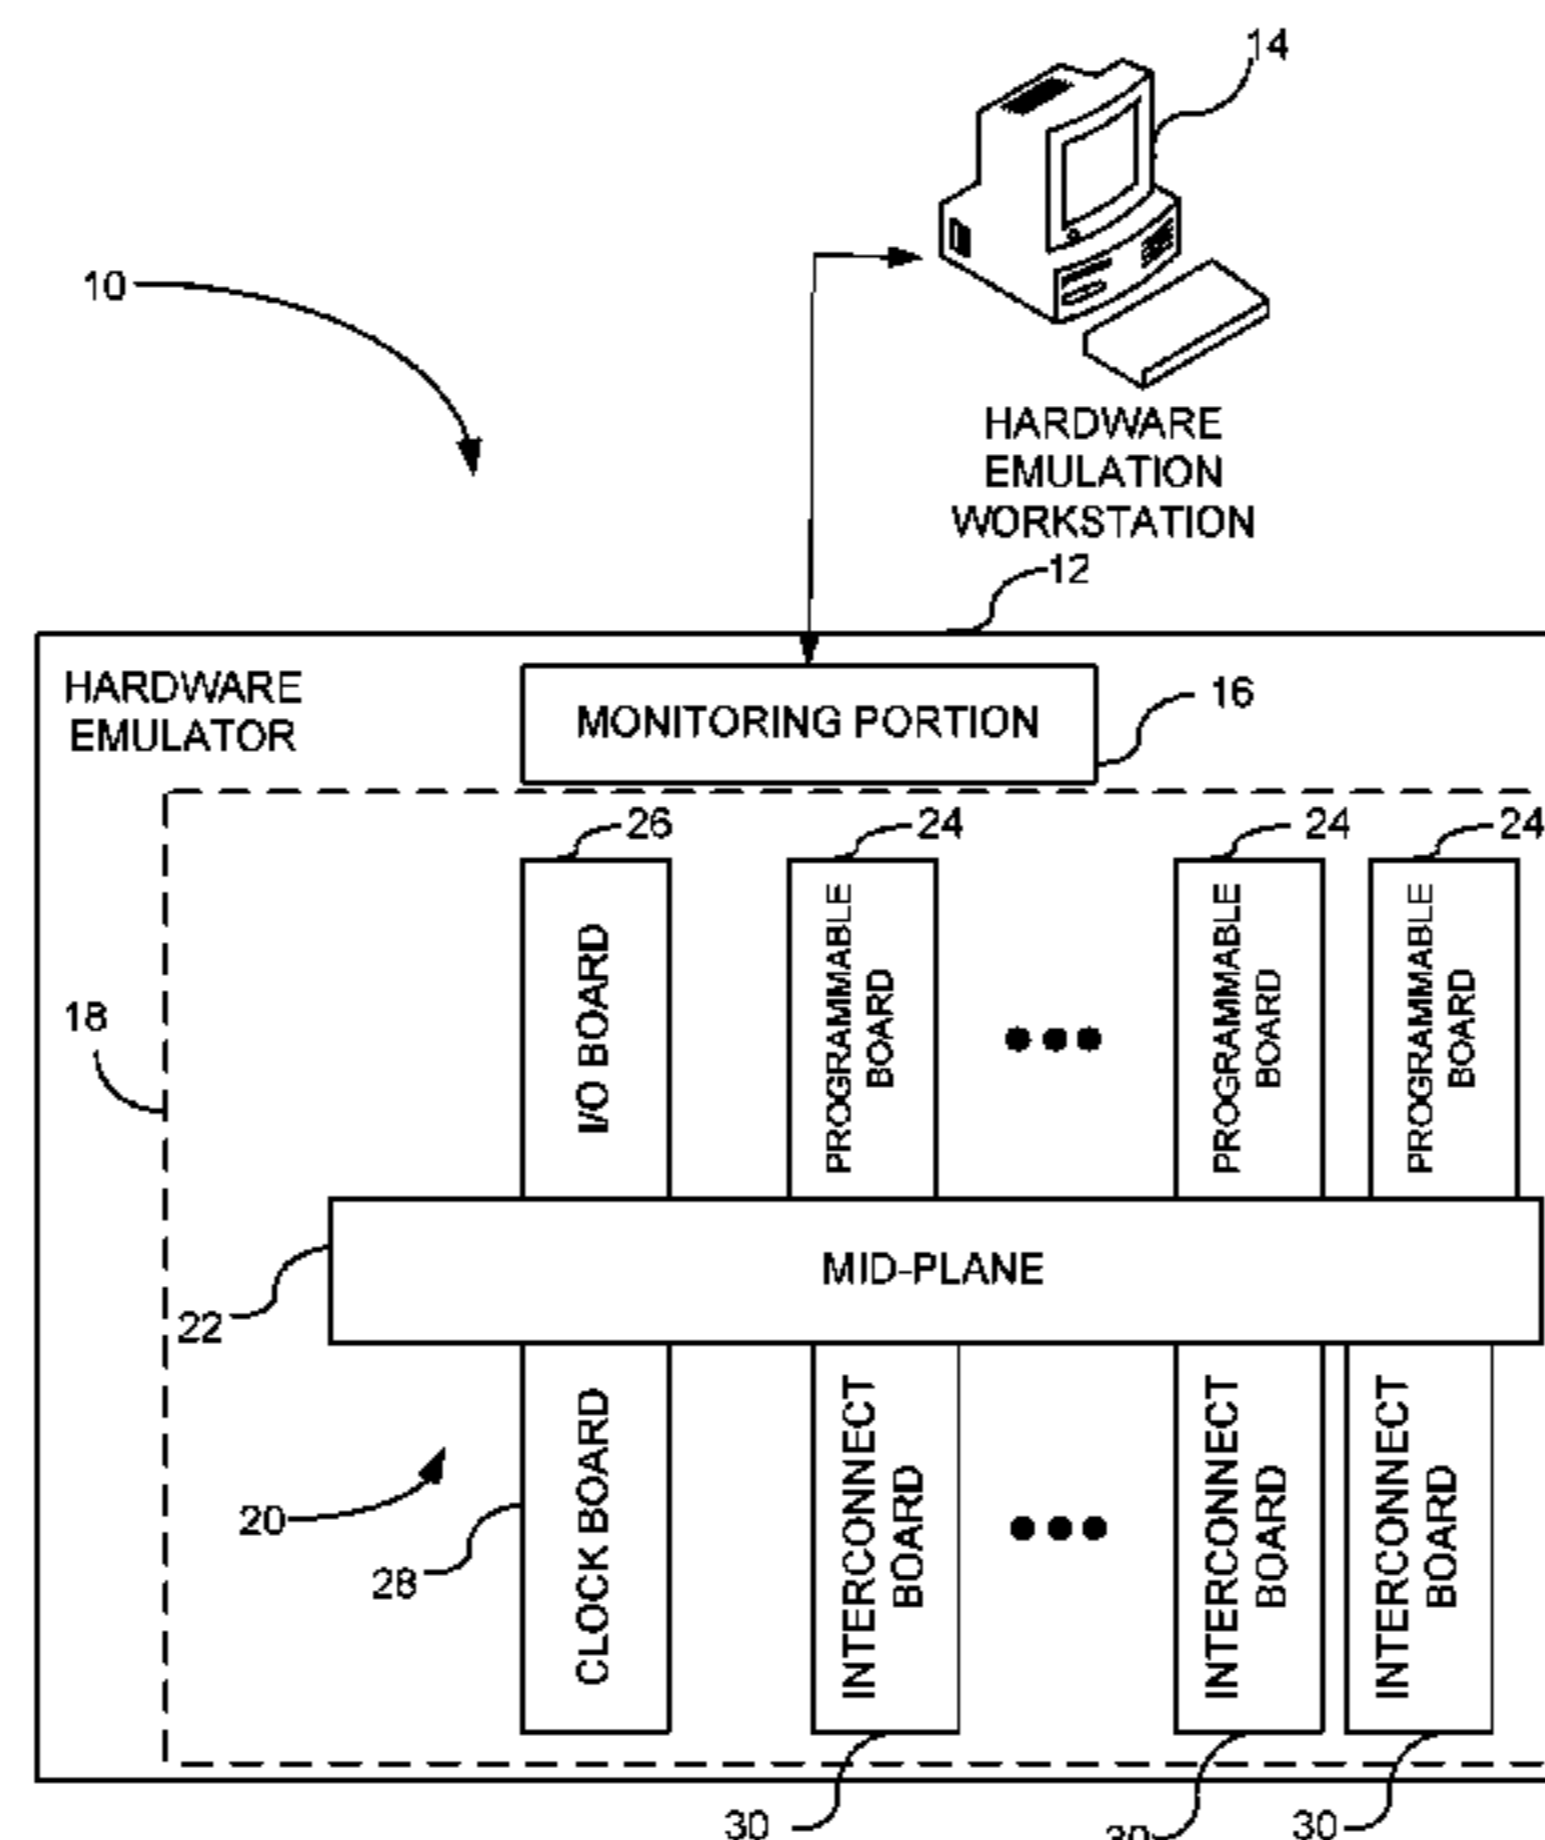 14
10
HARDWARE
EMULATION
WORKSTATION
12
HARDWARE
EMULATOR
MONITORING PORTION
16
26
24
24
24
I/O BOARD
PROGRAMMABLE
BOARD
PROGRAMMABLE
BOARD
PROGRAMMABLE
BOARD
18
MID-PLANE
22
CLOCK BOARD
INTERCONNECT
BOARD
INTERCONNECT
BOARD
INTERCONNECT
BOARD
20
28
30
30
30